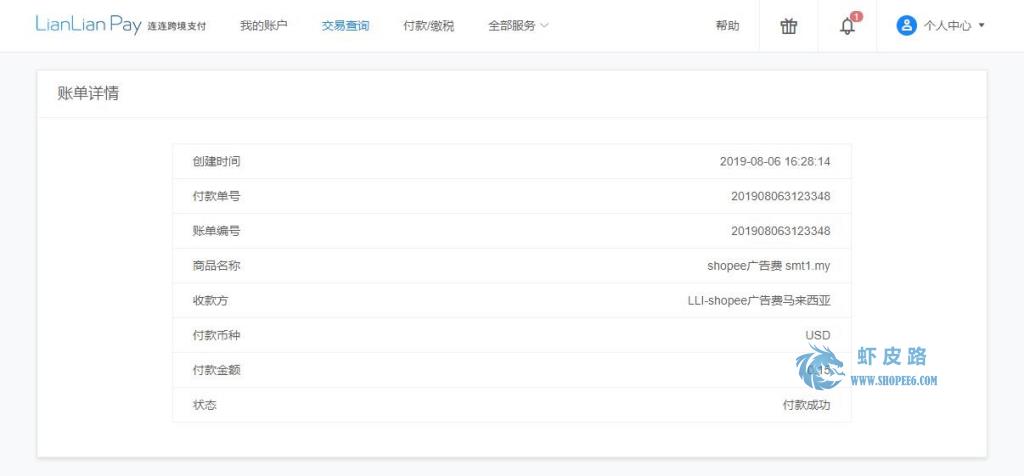 LianLian Pay 连连跨境支付 我的账户 交易查询 付款/缴税 全部服务 帮助 1 个人中心
账单详情
创建时间 2019-08-06 16:28:14
付款单号 201908063123348
账单编号 201908063123348
商品名称 shopee广告费 smt1.my
收款方 LLI-shopee广告费马来西亚
付款币种 USD
付款金额 0.15
状态 付款成功
虾皮路
WWW.SHOPEE6.COM